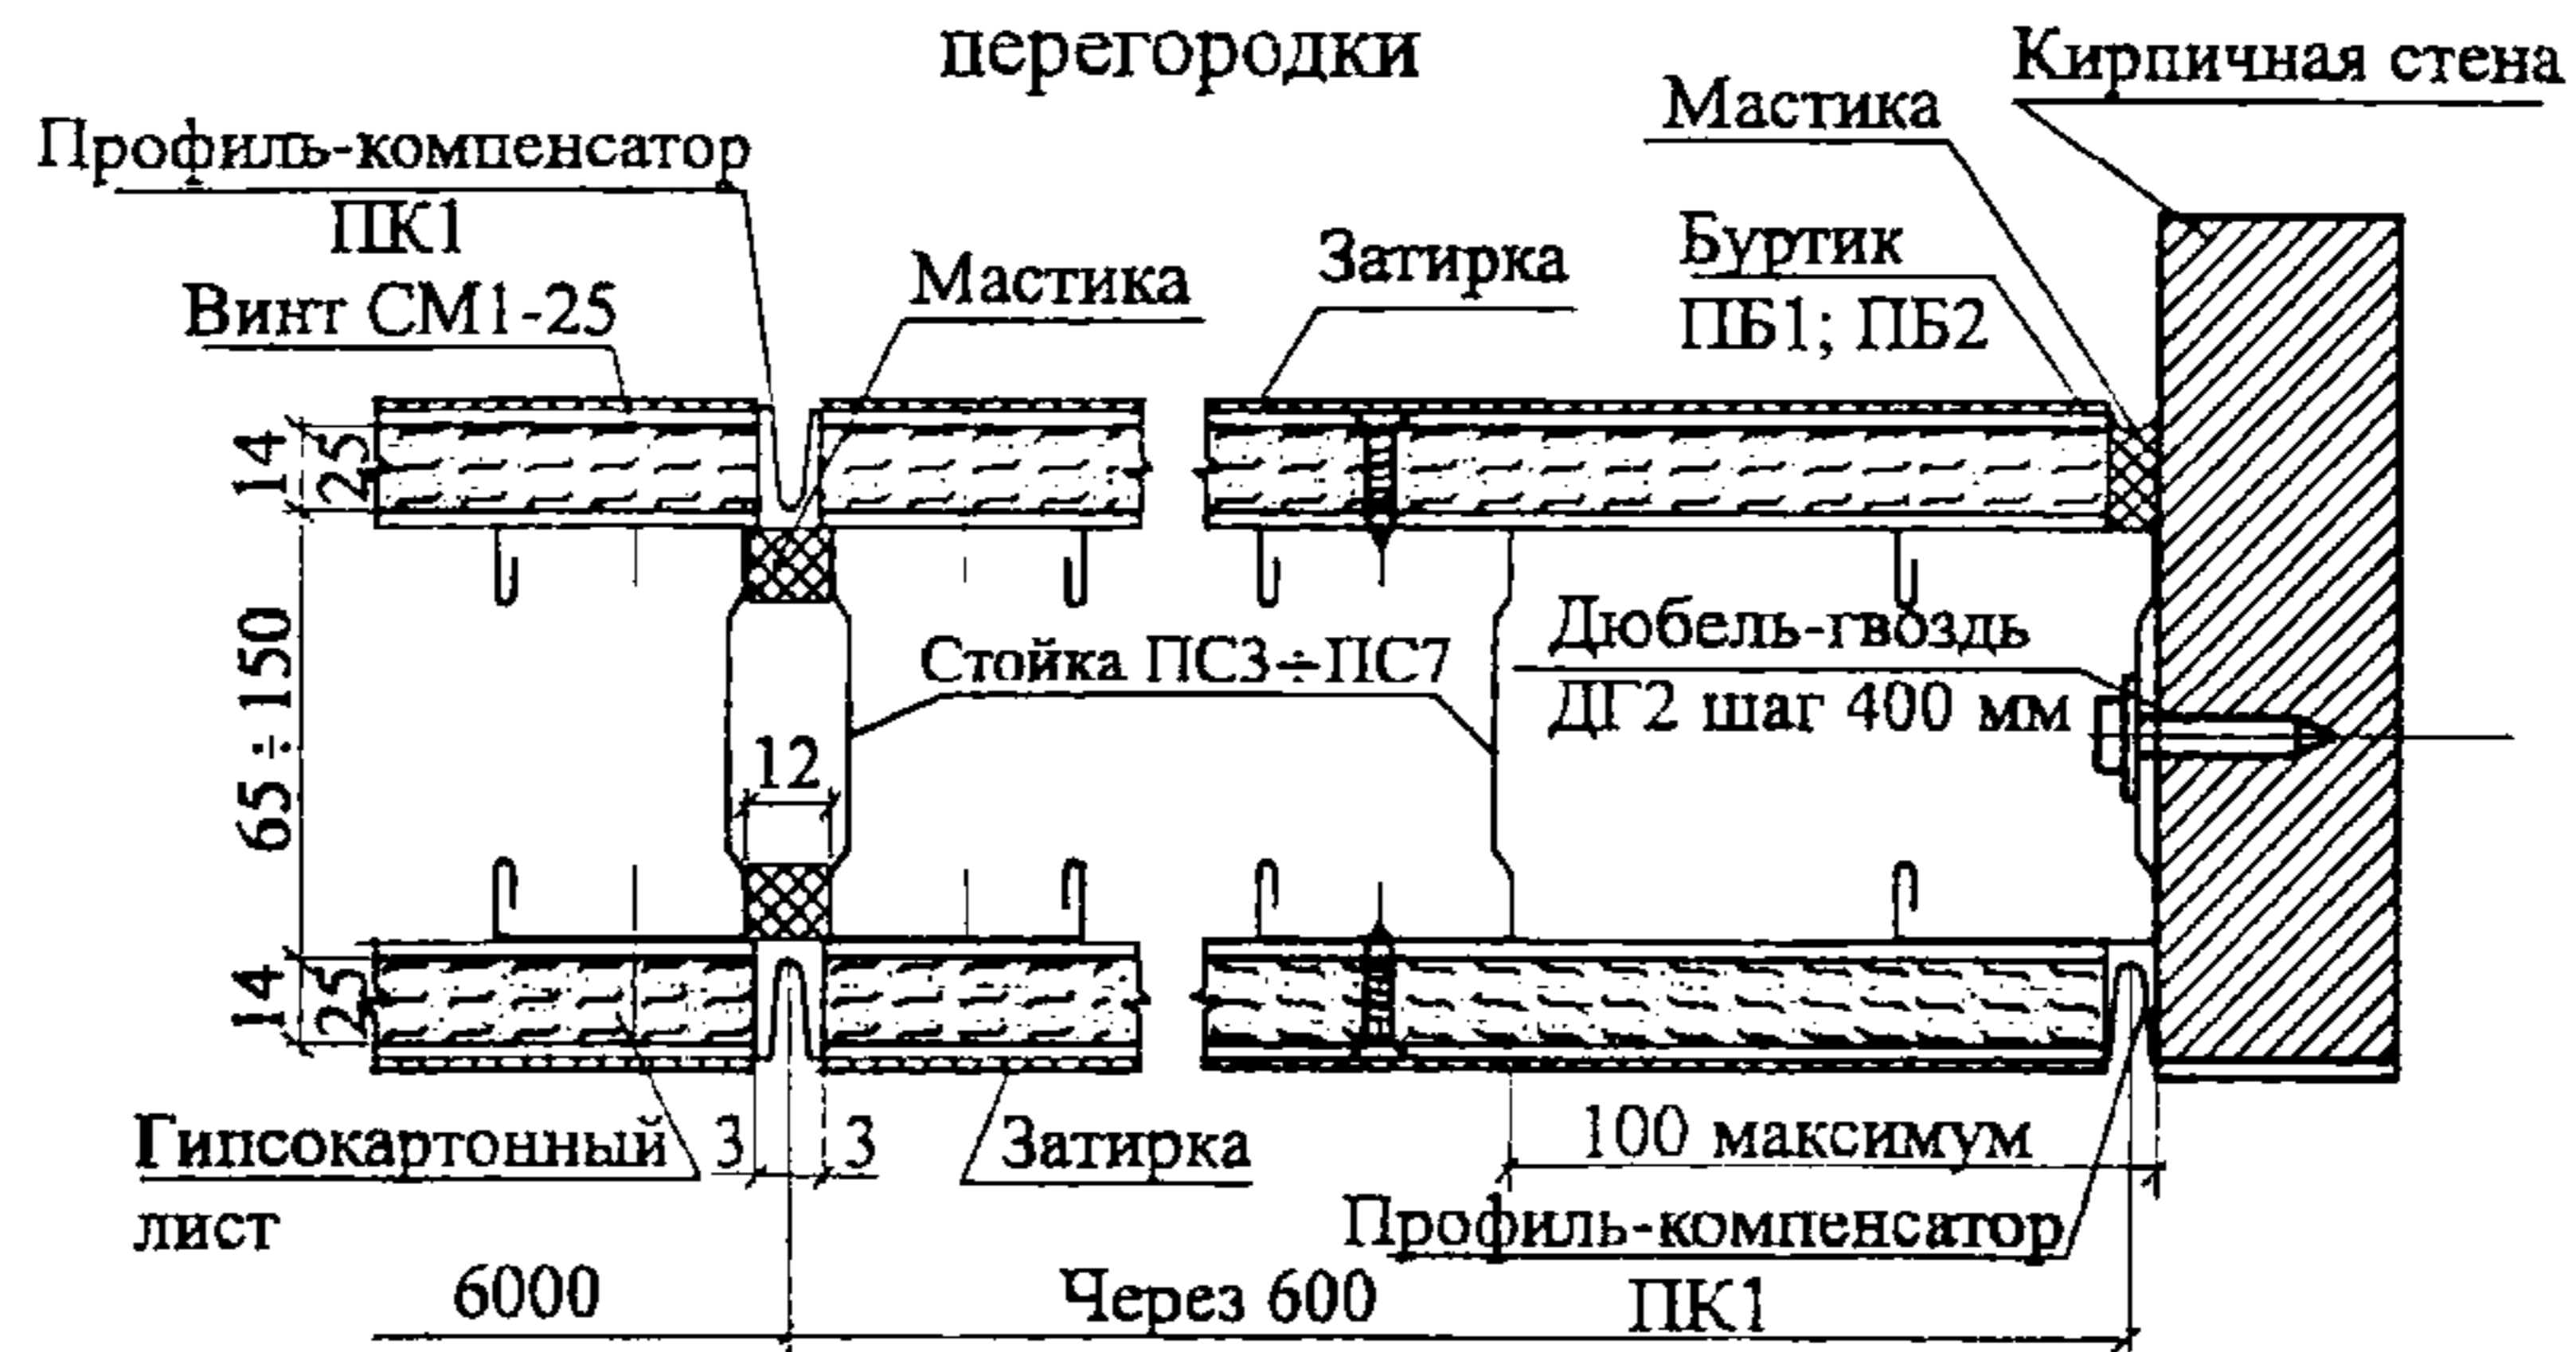 перегородки
Кирпичная стена
Мастика
Профиль-компенсатор
ПК1
Буртик
ПБ1; ПБ2
Затирка
Мастика
Винт СМ1-25
14
25
Стойка ПС3÷ПС7
Дюбель-гвоздь
ДГ2 шаг 400 мм
65÷150
12
14
25
Гипсокартонный
лист
3
3
Затирка
100 максимум
Профиль-компенсатор
ПК1
6000
Через 600